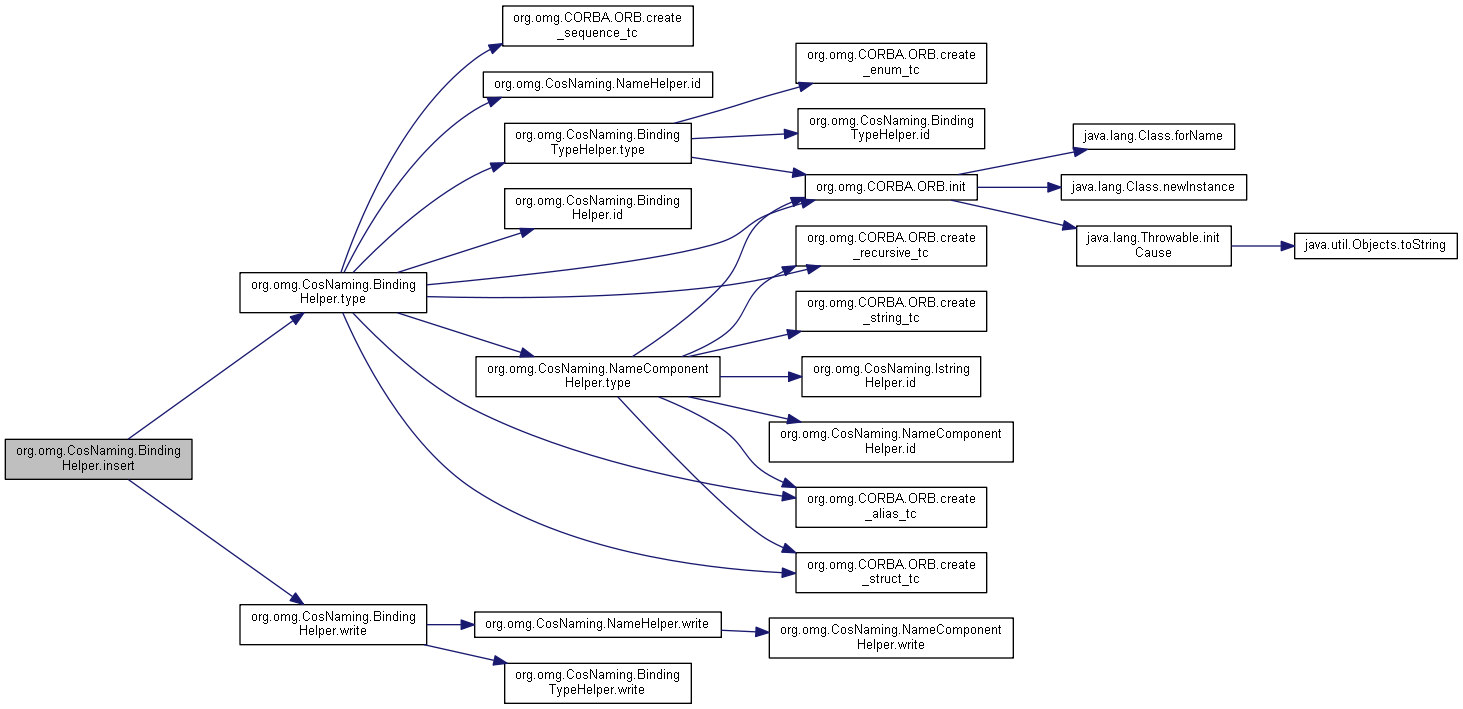 org.omg.CORBA.ORB.create
_sequence_tc
org.omg.CORBA.ORB.create
_enum_tc
org.omg.CosNaming.NameHelper.id
org.omg.CosNaming.Binding
TypeHelper.id
org.omg.CosNaming.Binding
TypeHelper.type
java.lang.Class.forName
org.omg.CORBA.ORB.init
java.lang.Class.newInstance
org.omg.CosNaming.Binding
Helper.id
org.omg.CORBA.ORB.create
_recursive_tc
java.lang.Throwable.init
Cause
java.util.Objects.toString
org.omg.CosNaming.Binding
Helper.type
org.omg.CORBA.ORB.create
_string_tc
org.omg.CosNaming.NameComponent
Helper.type
org.omg.CosNaming.Istring
Helper.id
org.omg.CosNaming.NameComponent
Helper.id
org.omg.CosNaming.Binding
Helper.insert
org.omg.CORBA.ORB.create
_alias_tc
org.omg.CORBA.ORB.create
_struct_tc
org.omg.CosNaming.Binding
Helper.write
org.omg.CosNaming.NameHelper.write
org.omg.CosNaming.NameComponent
Helper.write
org.omg.CosNaming.Binding
TypeHelper.write